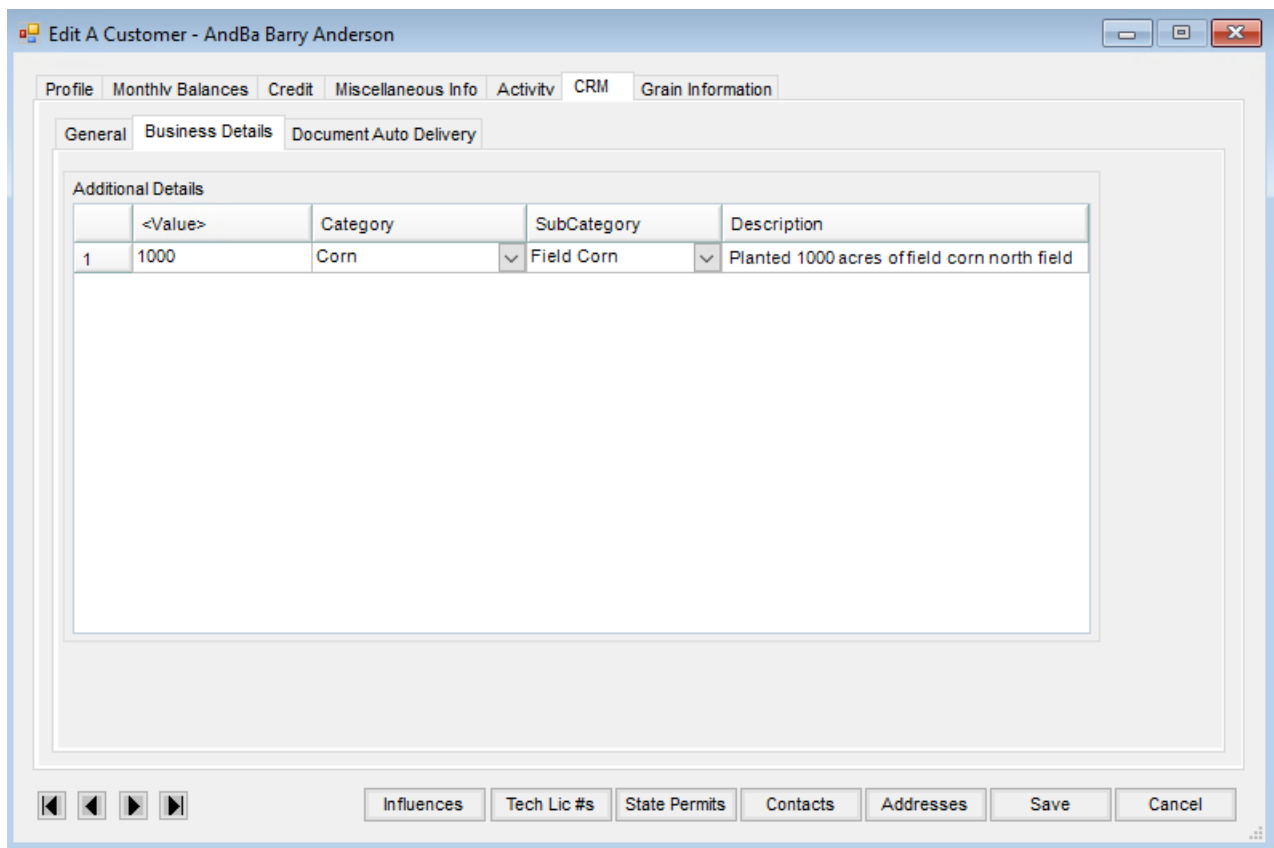 Edit A Customer - AndBa Barry Anderson
Profile Monthly Balances Credit Miscellaneous Info Activity CRM Grain Information
General Business Details Document Auto Delivery
Additional Details
<Value> Category SubCategory Description
1 1000 Corn Field Corn Planted 1000 acres of field corn north field
Influences Tech Lic #s State Permits Contacts Addresses Save Cancel